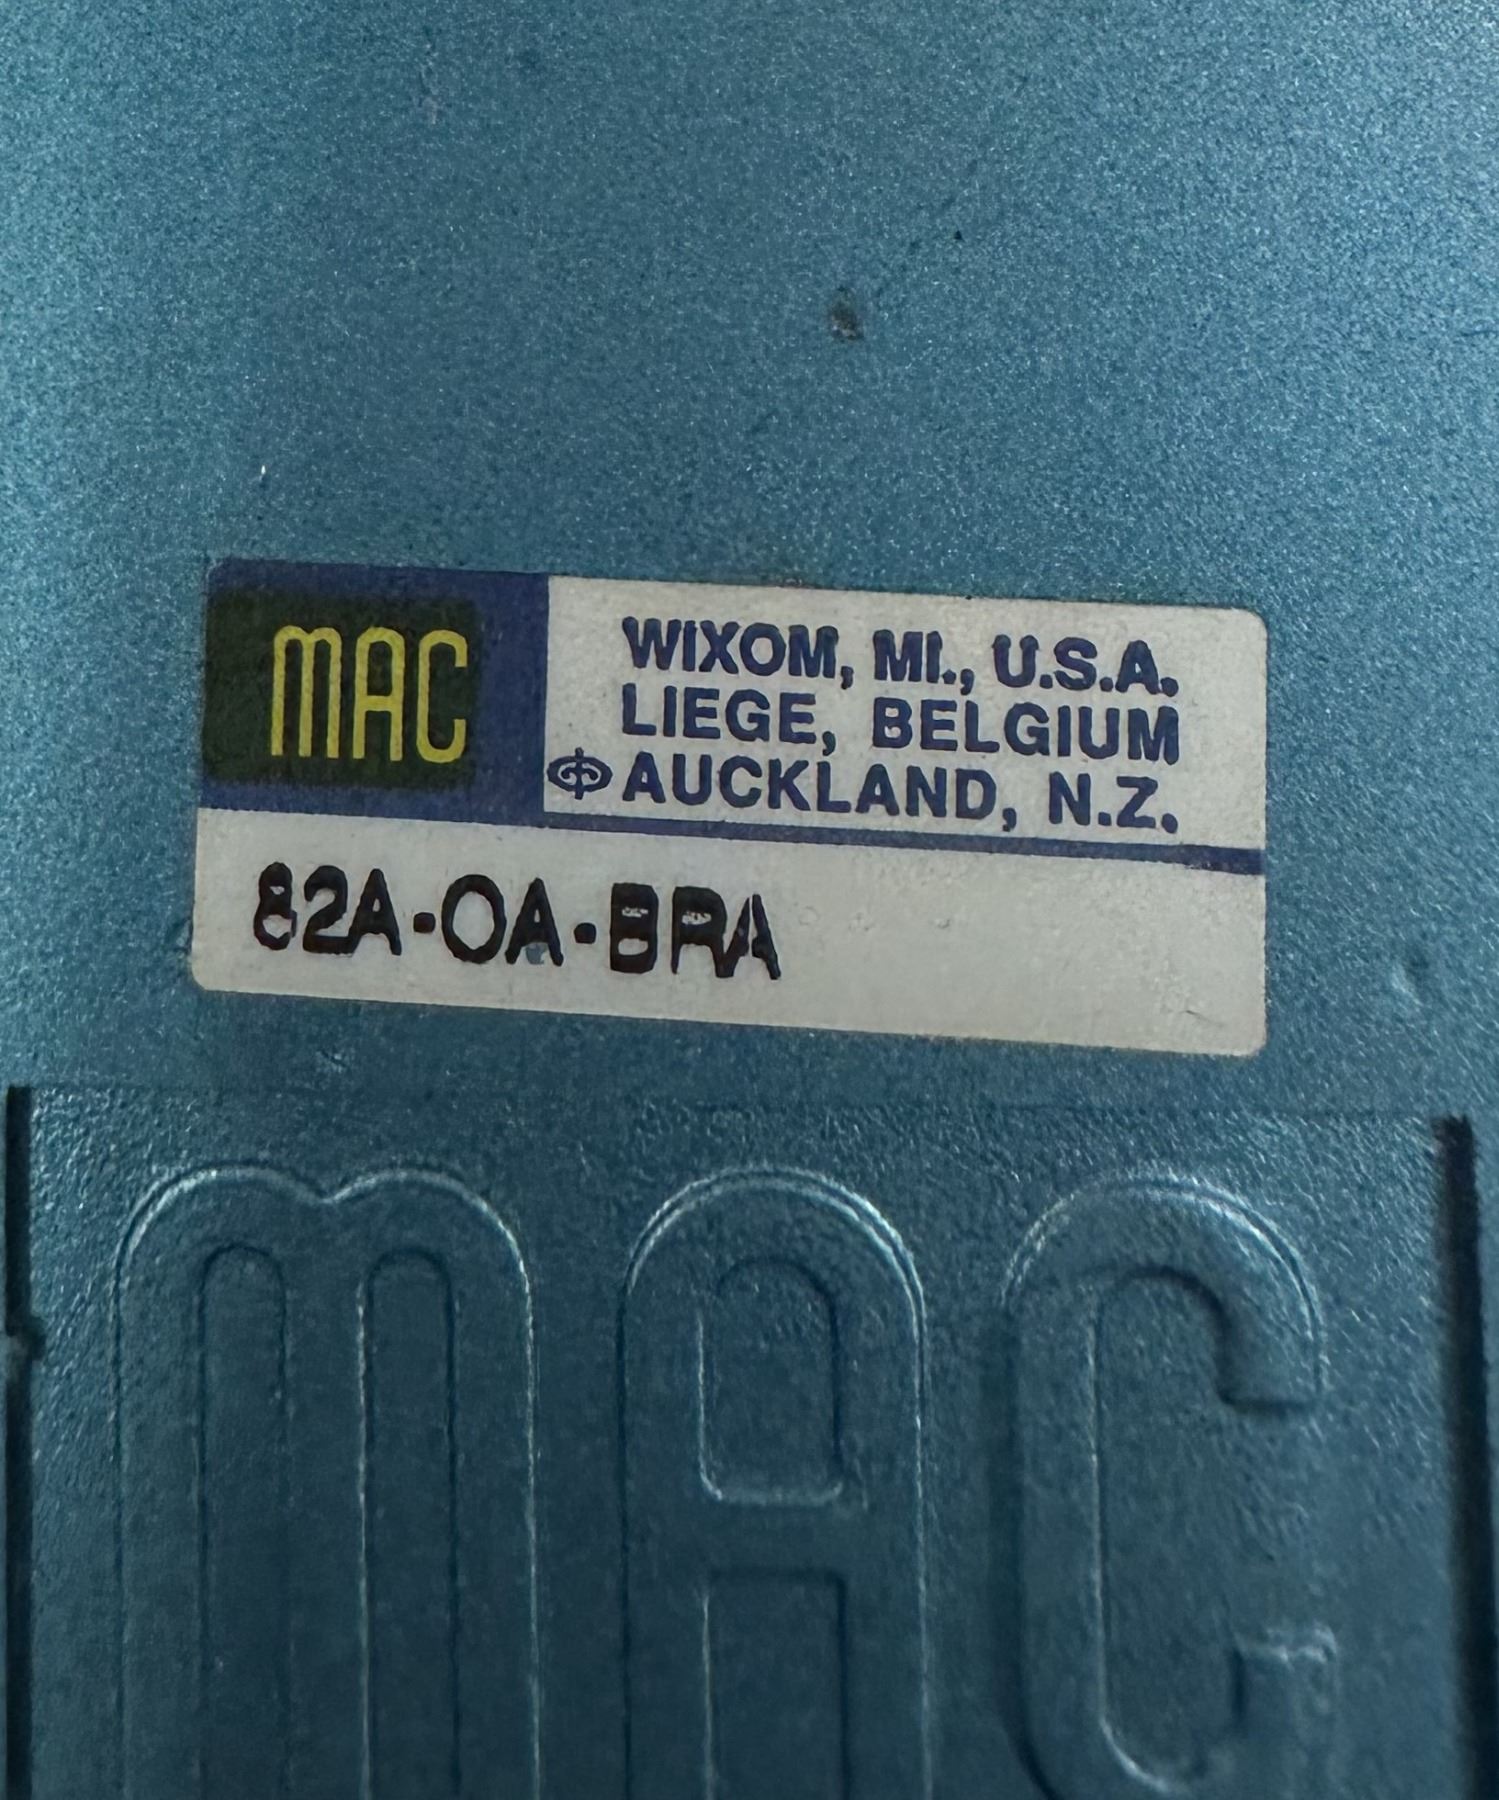 MAC
WIXOM, MI., U.S.A.
LIEGE, BELGIUM
AUCKLAND, N.Z.
82A-OA-BRA
MAC